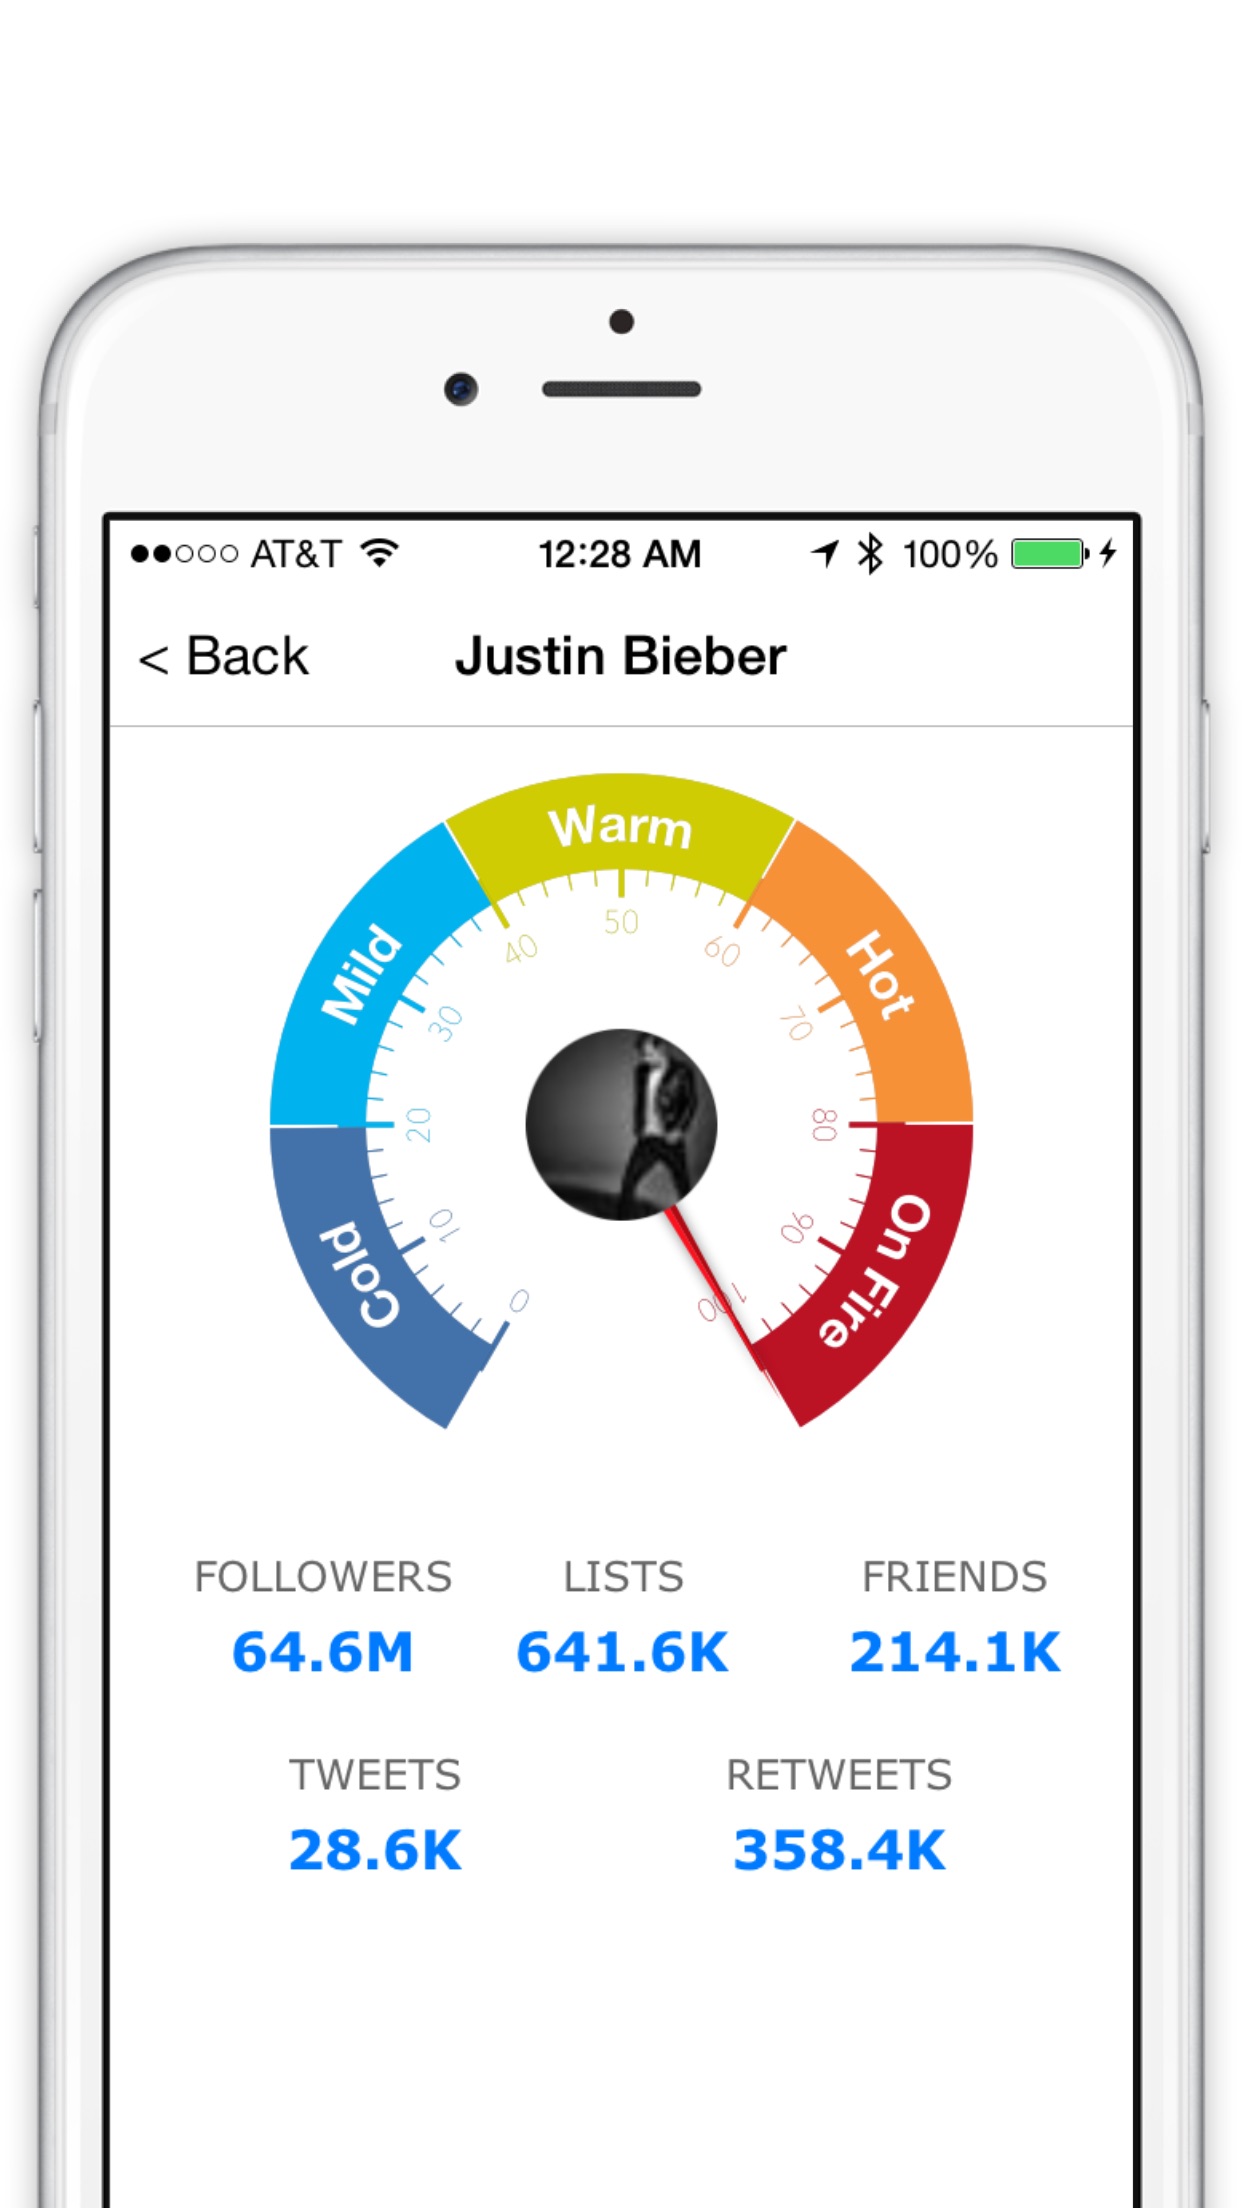 AT&T 12:28 AM 100%
< Back Justin Bieber
Warm
Mild
Hot
Cold
On Fire
0
10
20
30
40
50
60
70
80
90
100
FOLLOWERS LISTS FRIENDS
64.6M 641.6K 214.1K
TWEETS RETWEETS
28.6K 358.4K